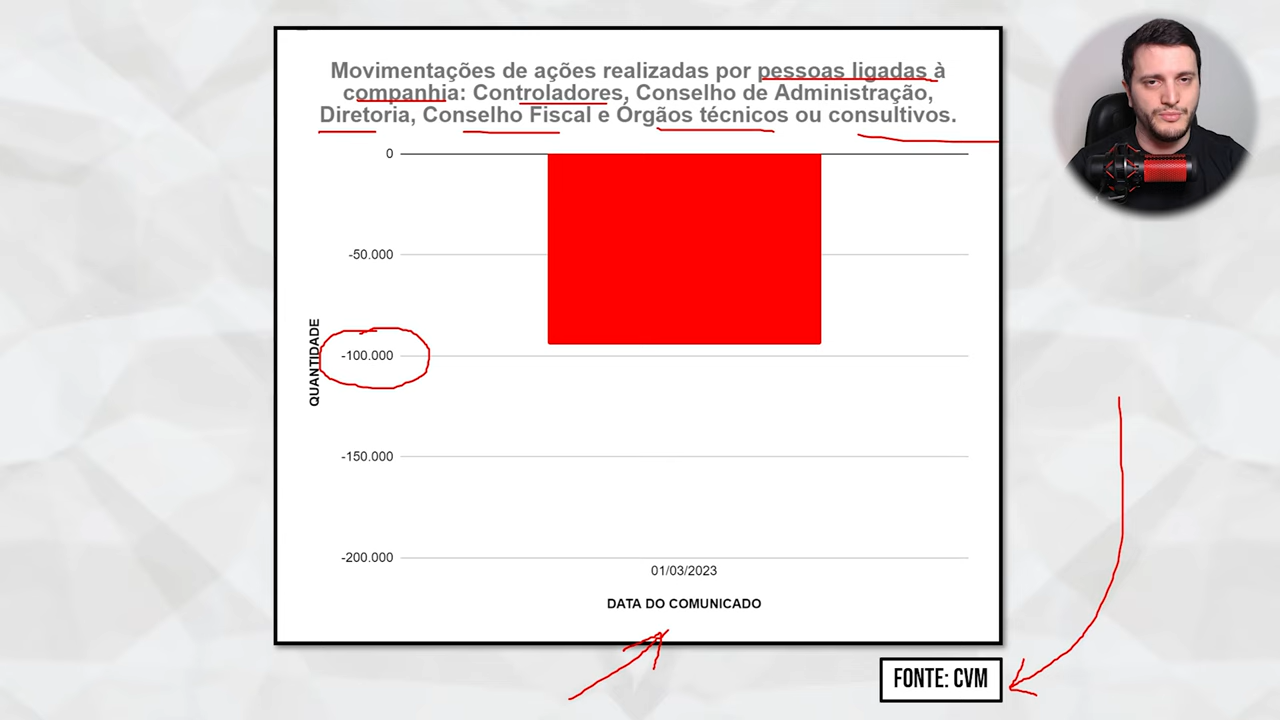 Movimentações de ações realizadas por pessoas ligadas à
companhia: Controladores, Conselho de Administração,
Diretoria, Conselho Fiscal e Órgãos técnicos ou consultivos.
0
-50.000
-100.000
-150.000
-200.000
QUANTIDADE
01/03/2023
DATA DO COMUNICADO
FONTE: CVM